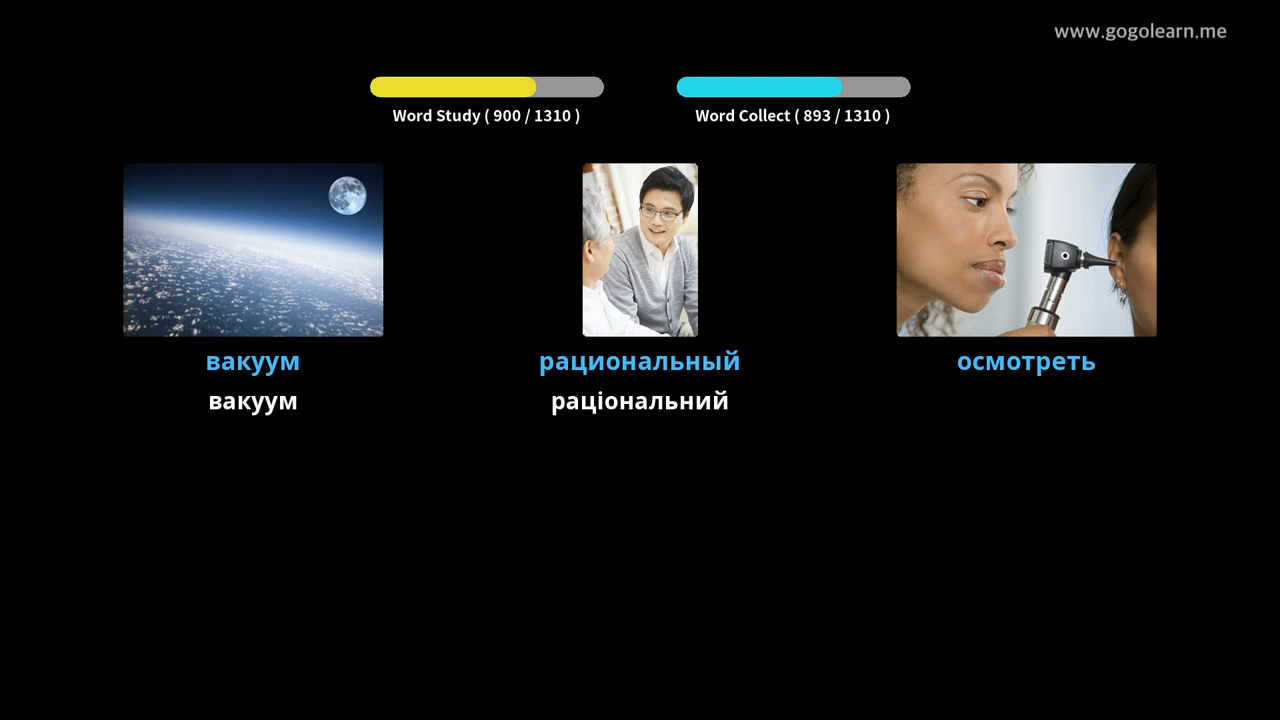 www.gogolearn.me
Word Study ( 900 / 1310 )
Word Collect ( 893 / 1310 )
вакуум
рациональный
осмотреть
вакуум
раціональний